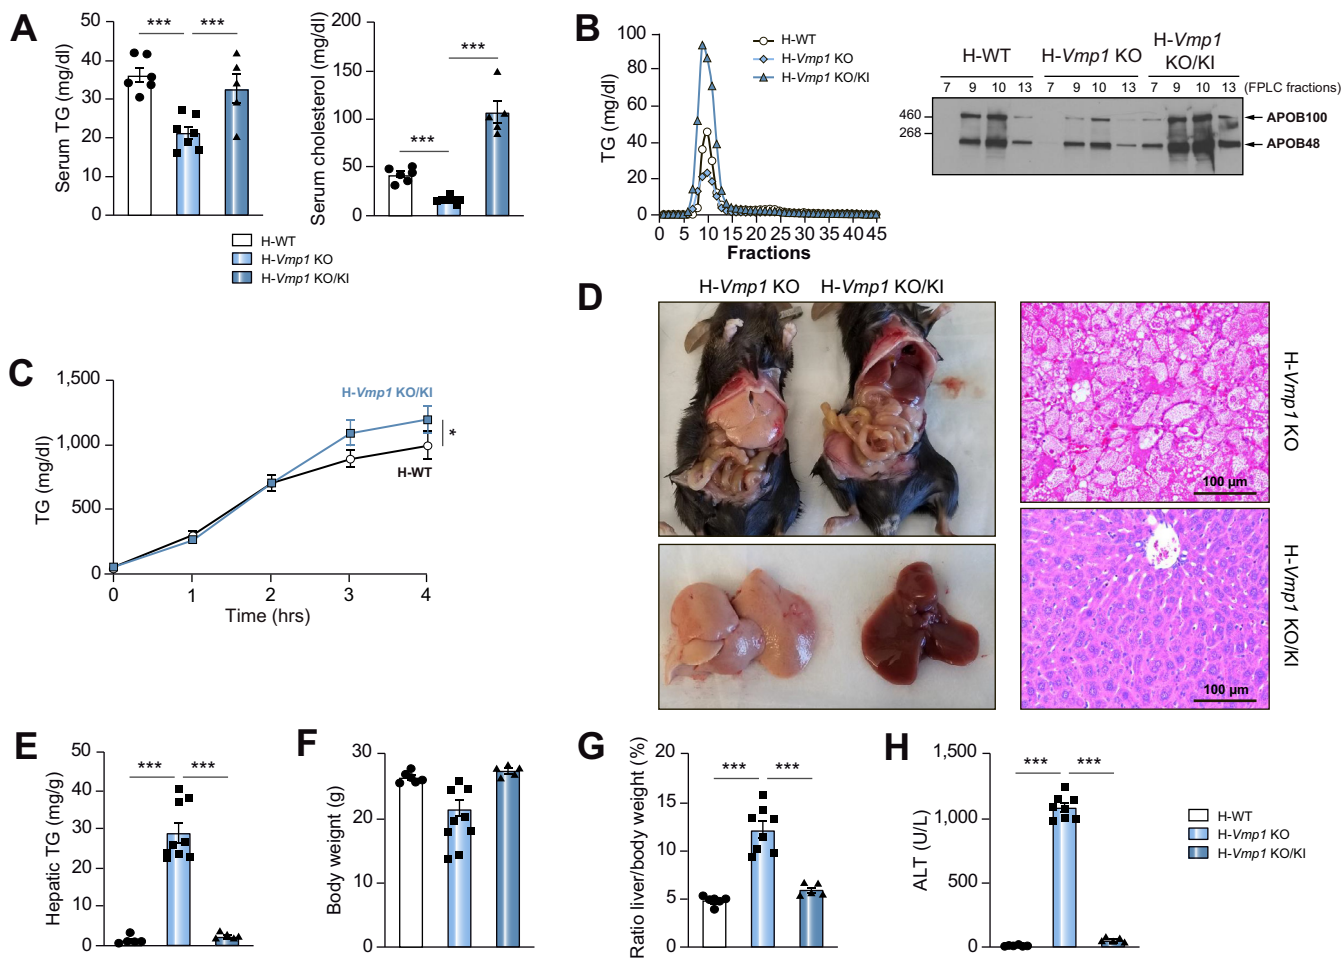 A
Serum TG (mg/dl)
50
40
30
20
10
0
*** ***
Serum cholesterol (mg/dl)
200
150
100
50
0
***
***
H-WT
H-Vmp1 KO
H-Vmp1 KO/KI
B
TG (mg/dl)
100
80
60
40
20
0
0 5 10 15 20 25 30 35 40 45
Fractions
H-WT
H-Vmp1 KO
H-Vmp1 KO/KI
H-WT H-Vmp1 KO H-Vmp1
KO/KI
7 9 10 13 7 9 10 13 7 9 10 13 (FPLC fractions)
460
268
APOB100
APOB48
C
TG (mg/dl)
1,500
1,000
500
0
0 1 2 3 4
Time (hrs)
H-Vmp1 KO/KI
H-WT
*
D
H-Vmp1 KO H-Vmp1 KO/KI
H-Vmp1 KO
100 µm
H-Vmp1 KO/KI
100 µm
E
Hepatic TG (mg/g)
50
40
30
20
10
0
*** ***
F
Body weignt (g)
30
20
10
0
G
Ratio liver/body weight (%)
20
15
10
5
0
*** ***
H
ALT (U/L)
1,500
1,000
500
0
*** ***
H-WT
H-Vmp1 KO
H-Vmp1 KO/KI